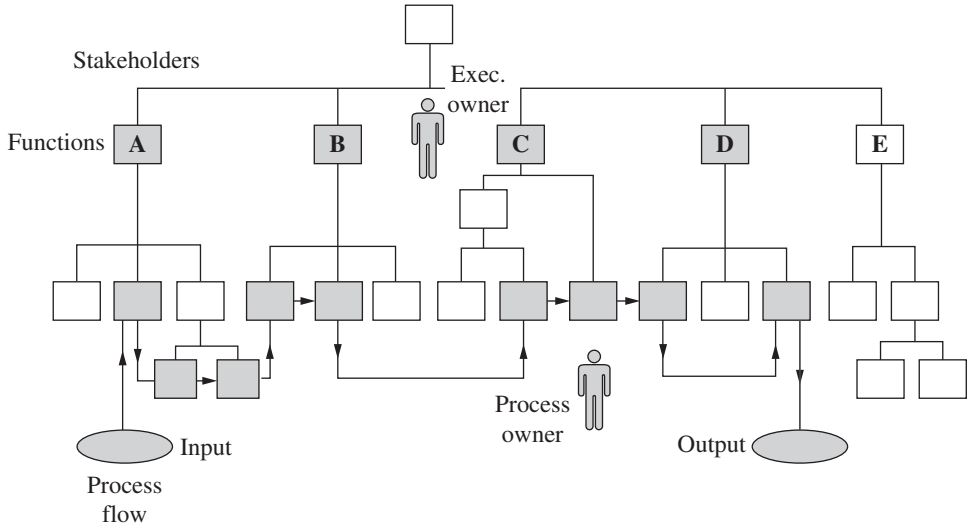 Stakeholders
Exec.
owner
Functions
A
B
C
D
E
Process
owner
Input
Output
Process
flow